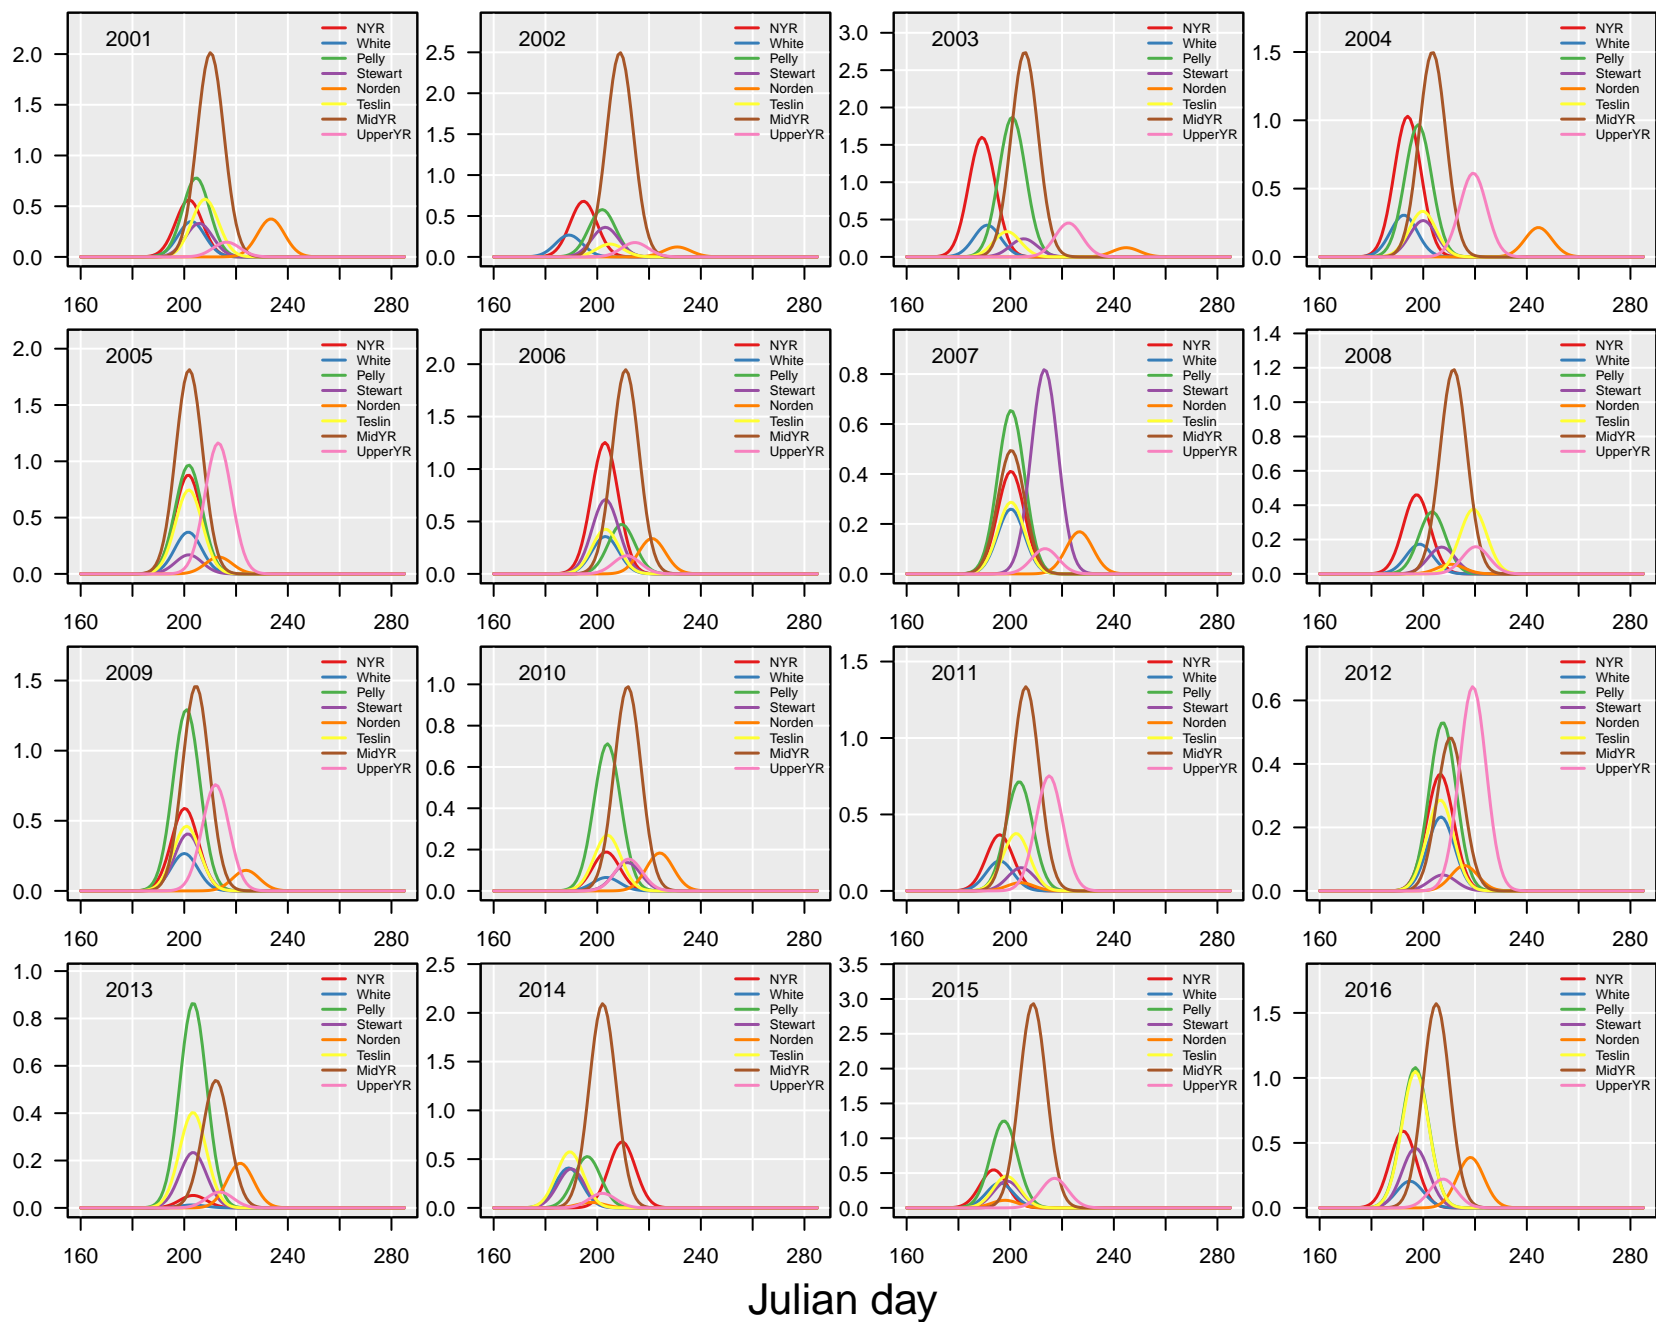 2001
NYR
White
Pelly
Stewart
Norden
Teslin
MidYR
UpperYR
2.0
1.5
1.0
0.5
0.0
160 200 240 280
2002
NYR
White
Pelly
Stewart
Norden
Teslin
MidYR
UpperYR
2.5
2.0
1.5
1.0
0.5
0.0
160 200 240 280
2003
NYR
White
Pelly
Stewart
Norden
Teslin
MidYR
UpperYR
3.0
2.5
2.0
1.5
1.0
0.5
0.0
160 200 240 280
2004
NYR
White
Pelly
Stewart
Norden
Teslin
MidYR
UpperYR
1.5
1.0
0.5
0.0
160 200 240 280
2005
NYR
White
Pelly
Stewart
Norden
Teslin
MidYR
UpperYR
2.0
1.5
1.0
0.5
0.0
160 200 240 280
2006
NYR
White
Pelly
Stewart
Norden
Teslin
MidYR
UpperYR
2.0
1.5
1.0
0.5
0.0
160 200 240 280
2007
NYR
White
Pelly
Stewart
Norden
Teslin
MidYR
UpperYR
0.8
0.6
0.4
0.2
0.0
160 200 240 280
2008
NYR
White
Pelly
Stewart
Norden
Teslin
MidYR
UpperYR
1.4
1.2
1.0
0.8
0.6
0.4
0.2
0.0
160 200 240 280
2009
NYR
White
Pelly
Stewart
Norden
Teslin
MidYR
UpperYR
1.5
1.0
0.5
0.0
160 200 240 280
2010
NYR
White
Pelly
Stewart
Norden
Teslin
MidYR
UpperYR
1.0
0.8
0.6
0.4
0.2
0.0
160 200 240 280
2011
NYR
White
Pelly
Stewart
Norden
Teslin
MidYR
UpperYR
1.5
1.0
0.5
0.0
160 200 240 280
2012
NYR
White
Pelly
Stewart
Norden
Teslin
MidYR
UpperYR
0.6
0.4
0.2
0.0
160 200 240 280
2013
NYR
White
Pelly
Stewart
Norden
Teslin
MidYR
UpperYR
1.0
0.8
0.6
0.4
0.2
0.0
160 200 240 280
2014
NYR
White
Pelly
Stewart
Norden
Teslin
MidYR
UpperYR
2.5
2.0
1.5
1.0
0.5
0.0
160 200 240 280
2015
NYR
White
Pelly
Stewart
Norden
Teslin
MidYR
UpperYR
3.5
3.0
2.5
2.0
1.5
1.0
0.5
0.0
160 200 240 280
2016
NYR
White
Pelly
Stewart
Norden
Teslin
MidYR
UpperYR
1.5
1.0
0.5
0.0
160 200 240 280
Julian day